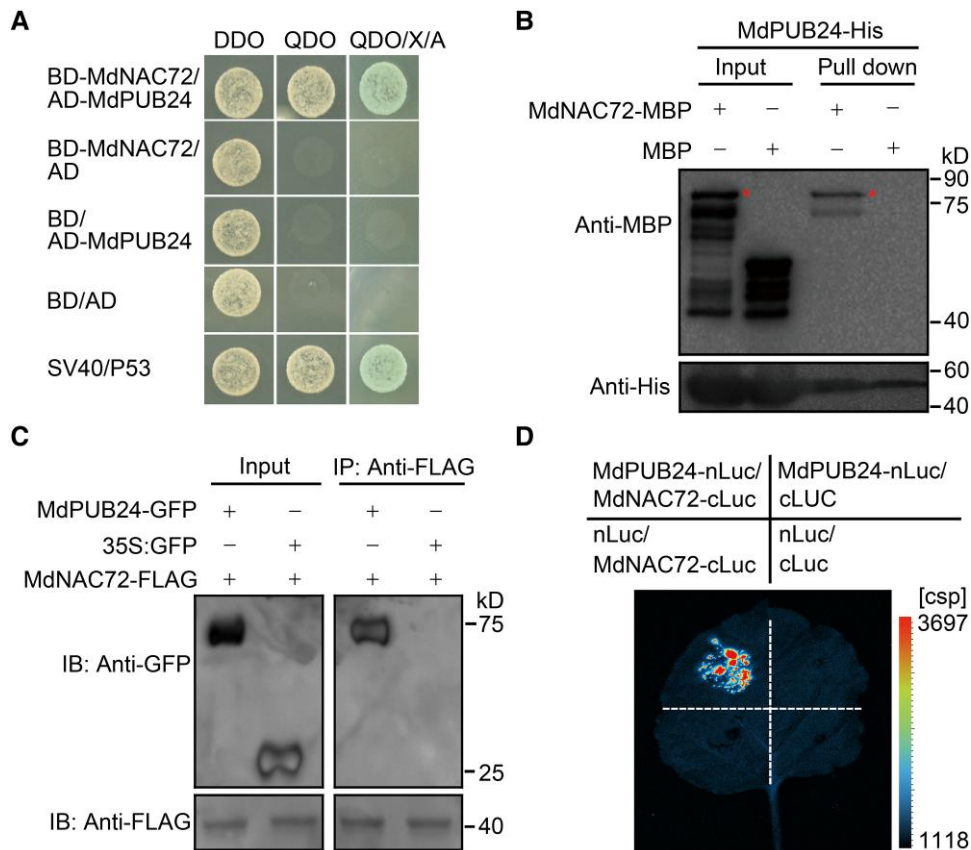 A
DDO QDO QDO/X/A
BD-MdNAC72/
AD-MdPUB24
BD-MdNAC72/
AD
BD/
AD-MdPUB24
BD/AD
SV40/P53
B
MdPUB24-His
Input Pull down
MdNAC72-MBP + − + −
MBP − + − +
kD
Anti-MBP
90
75
40
Anti-His
60
40
C
Input IP: Anti-FLAG
MdPUB24-GFP + − + −
35S:GFP − + − +
MdNAC72-FLAG + + + +
kD
IB: Anti-GFP
75
25
IB: Anti-FLAG
40
D
MdPUB24-nLuc/ MdPUB24-nLuc/
MdNAC72-cLuc cLUC
nLuc/ nLuc/
MdNAC72-cLuc cLuc
[csp]
3697
1118